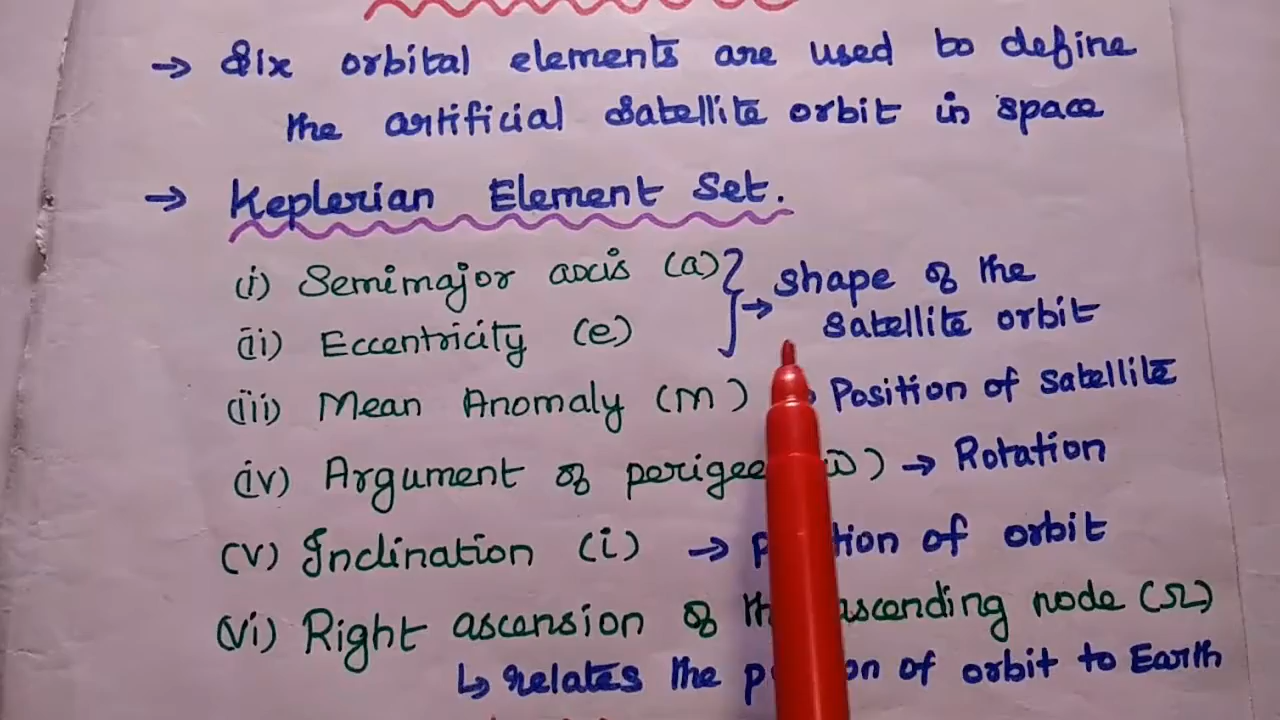 → Six orbital elements are used to define
the artificial satellite orbit in space
→ Keplerian Element Set.
(i) Semimajor axis (a) } → shape of the
satellite orbit
(ii) Eccentricity (e)
(iii) Mean Anomaly (M) Position of satellite
(iv) Argument of perigee → Rotation
(v) Inclination (i) → of orbit
(vi) Right ascension of ascending node (Ω)
↳ relates the of orbit to Earth